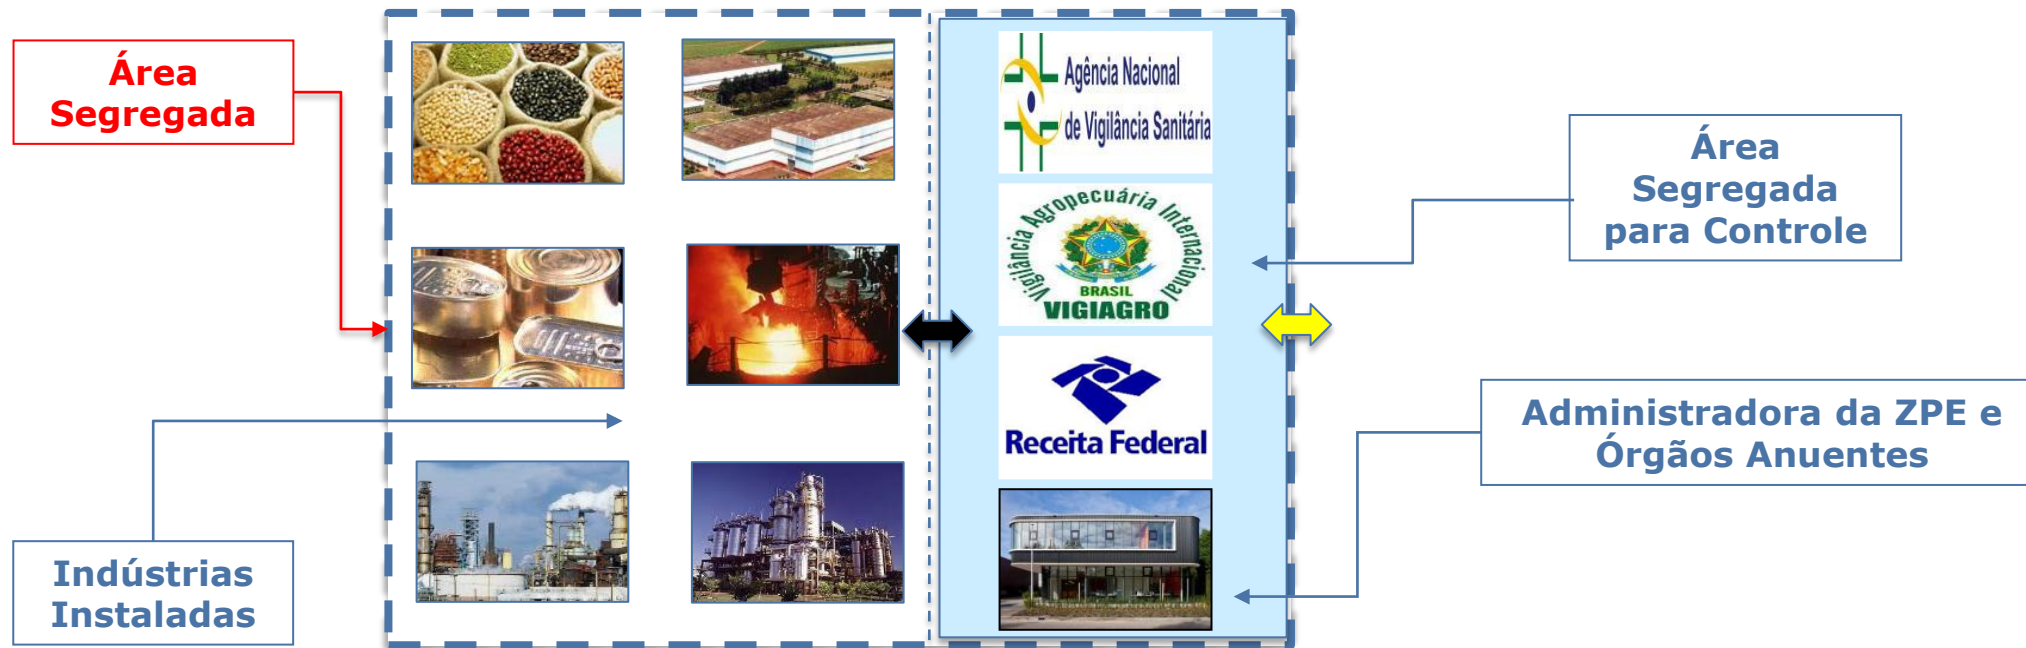 Área
Segregada
Agência Nacional
de Vigilância Sanitária
Vigilância Agropecuária Internacional
BRASIL
VIGIAGRO
Receita Federal
Área
Segregada
para Controle
Administradora da ZPE e
Órgãos Anuentes
Indústrias
Instaladas